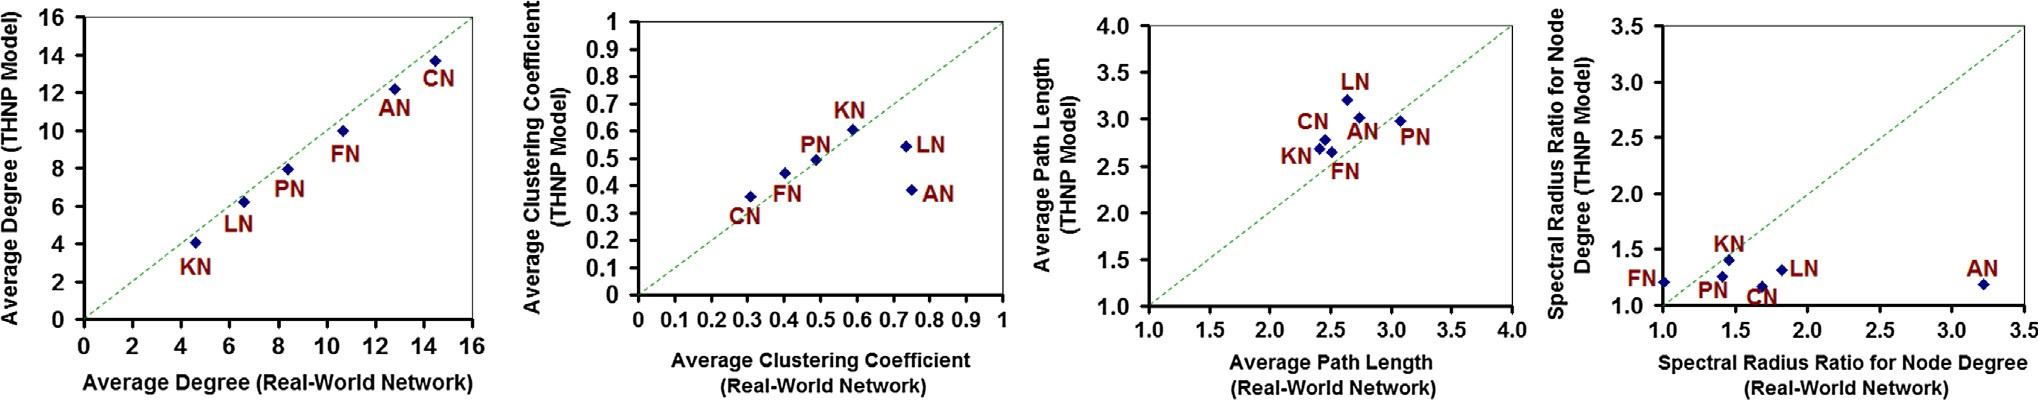 Average Degree (THNP Model)
16
14
12
10
8
6
4
2
0
CN
AN
FN
PN
LN
KN
0 2 4 6 8 10 12 14 16
Average Degree (Real-World Network)
Average Clustering Coefficient
(THNP Model)
1
0.9
0.8
0.7
0.6
0.5
0.4
0.3
0.2
0.1
0
KN
PN
LN
FN
AN
CN
0 0.1 0.2 0.3 0.4 0.5 0.6 0.7 0.8 0.9 1
Average Clustering Coefficient
(Real-World Network)
Average Path Length
(THNP Model)
4.0
3.5
3.0
2.5
2.0
1.5
1.0
LN
CN
AN
PN
KN
FN
1.0 1.5 2.0 2.5 3.0 3.5 4.0
Average Path Length
(Real-World Network)
Spectral Radius Ratio for Node
Degree (THNP Model)
3.5
3.0
2.5
2.0
1.5
1.0
KN
FN
PN
CN
LN
AN
1.0 1.5 2.0 2.5 3.0 3.5
Spectral Radius Ratio for Node Degree
(Real-World Network)